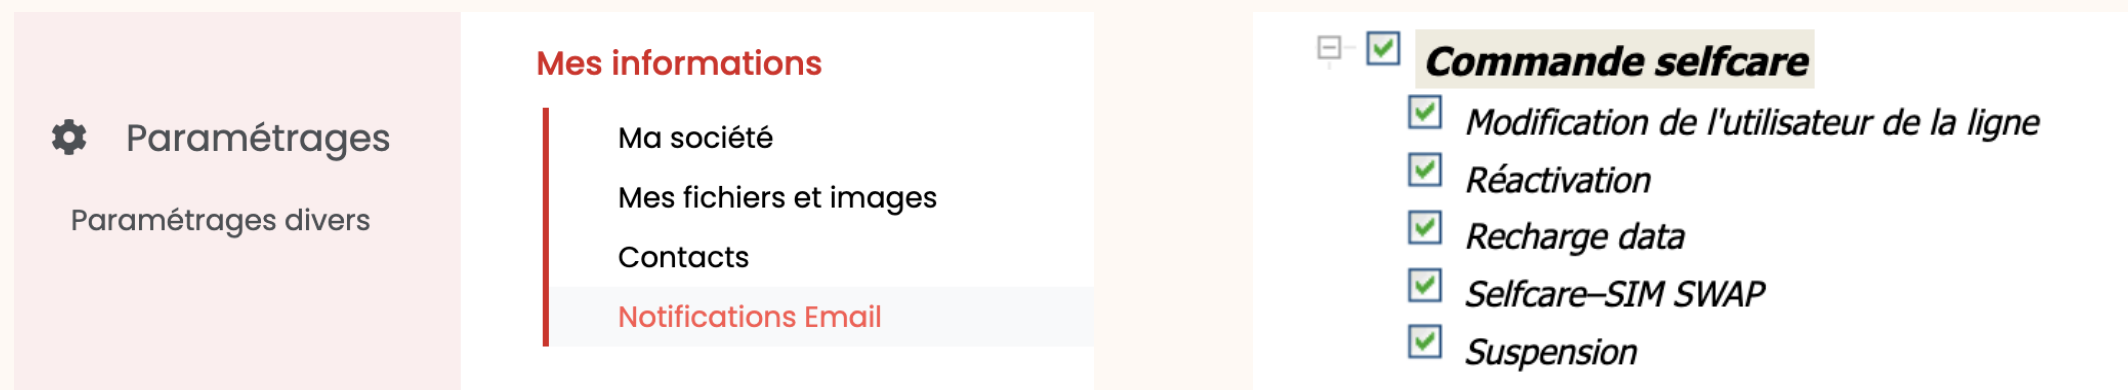 Paramétrages
Paramétrages divers
Mes informations
Ma société
Mes fichiers et images
Contacts
Notifications Email
Commande selfcare
Modification de l'utilisateur de la ligne
Réactivation
Recharge data
Selfcare–SIM SWAP
Suspension